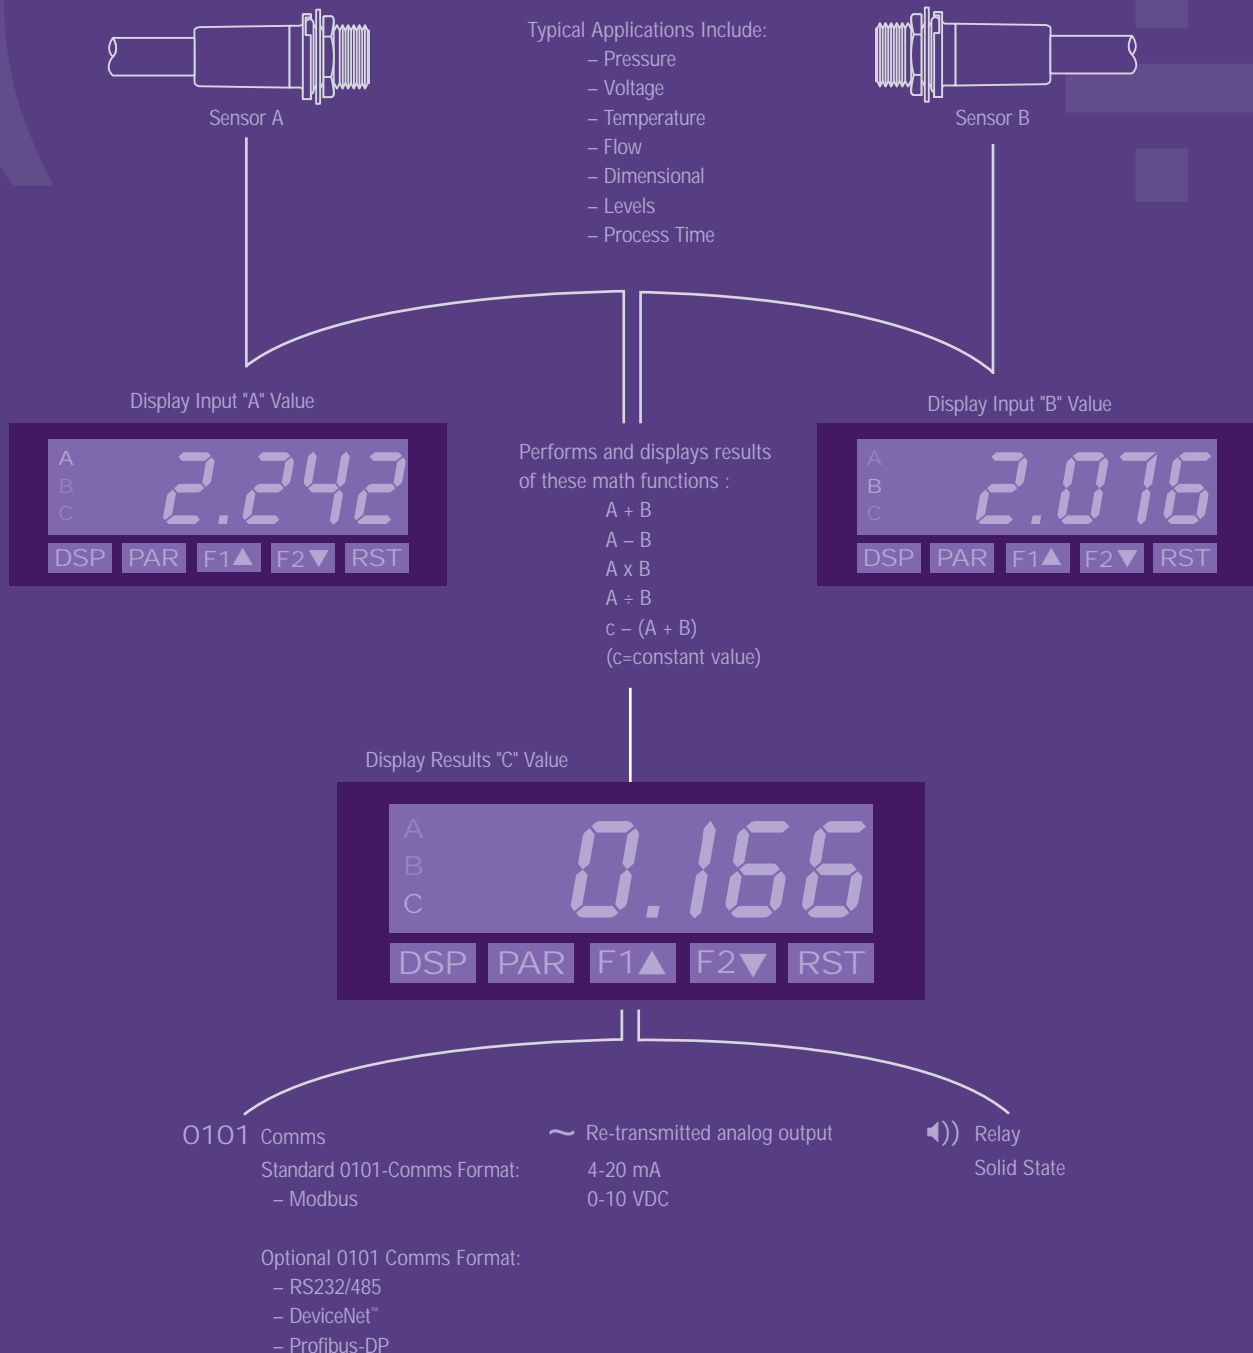 Typical Applications Include:
– Pressure
– Voltage
– Temperature
– Flow
– Dimensional
– Levels
– Process Time
Sensor A
Sensor B
Display Input "A" Value
A
B
C
2.242
DSP PAR F1▲ F2▼ RST
Performs and displays results
of these math functions :
A + B
A – B
A x B
A ÷ B
c – (A + B)
(c=constant value)
Display Input "B" Value
A
B
C
2.076
DSP PAR F1▲ F2▼ RST
Display Results "C" Value
A
B
C
0.166
DSP PAR F1▲ F2▼ RST
0101 Comms
Standard 0101-Comms Format:
– Modbus
Optional 0101 Comms Format:
– RS232/485
– DeviceNet™
– Profibus-DP
~ Re-transmitted analog output
4-20 mA
0-10 VDC
Relay
Solid State